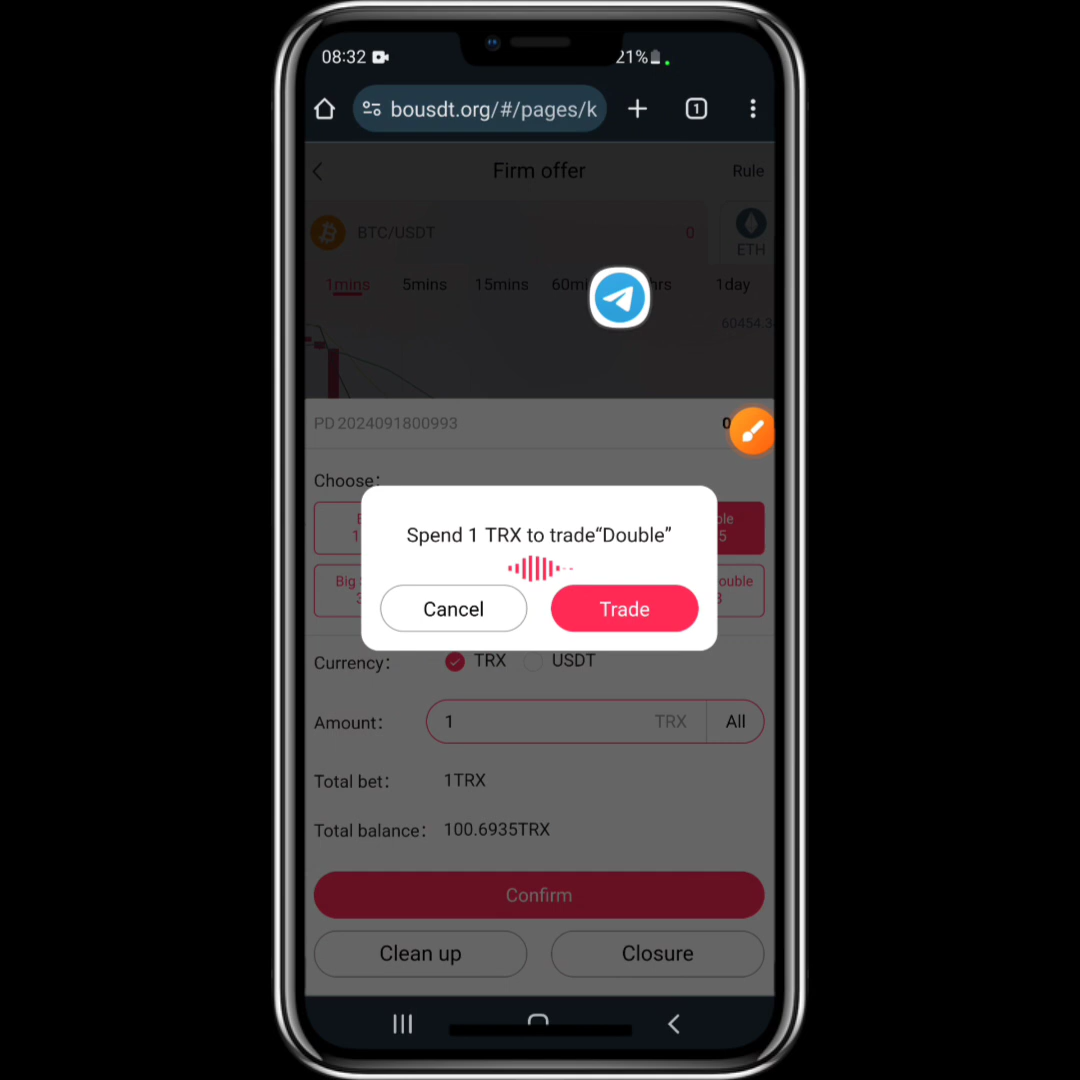 08:32
21%
bousdt.org/#/pages/k
1
Firm offer
Rule
BTC/USDT
0
ETH
1mins
5mins
15mins
1day
PD2024091800993
Choose:
Spend 1 TRX to trade“Double”
Cancel
Trade
Big
Currency:
TRX
USDT
Amount:
1
TRX
All
Total bet:
1TRX
Total balance:
100.6935TRX
Confirm
Clean up
Closure